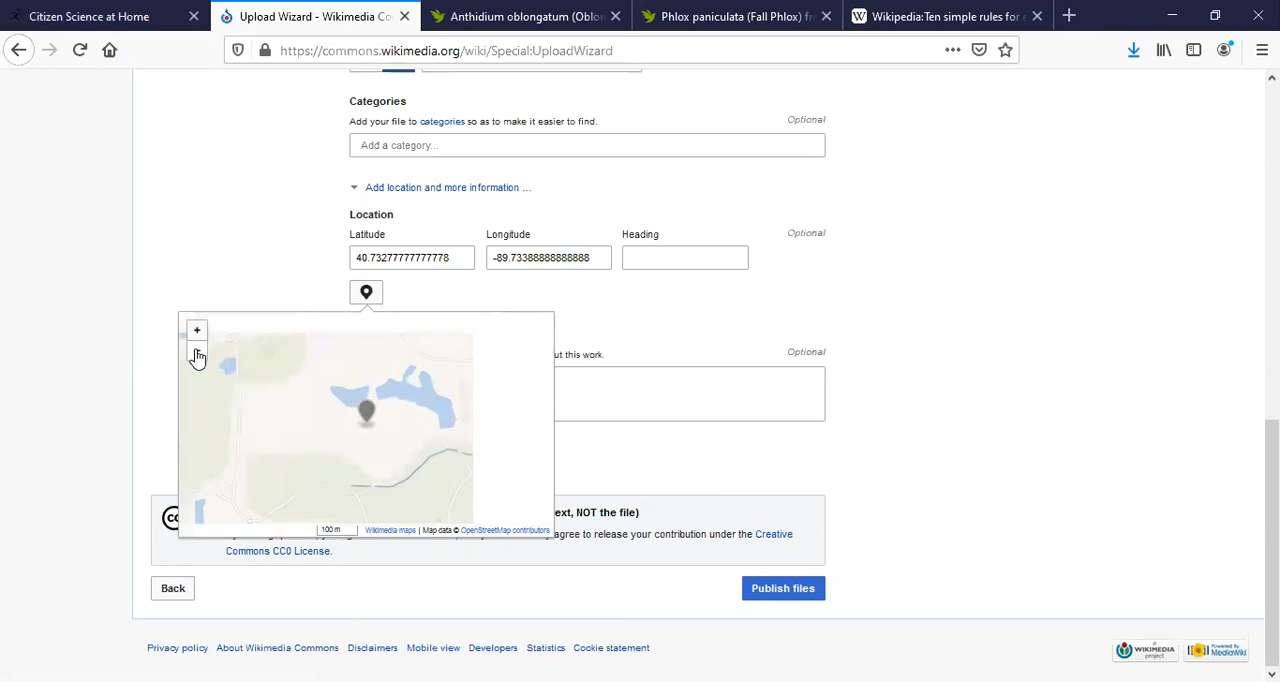 Citizen Science at Home
Upload Wizard - Wikimedia Co
Anthidium oblongatum (Oblo
Phlox paniculata (Fall Phlox) fr
Wikipedia:Ten simple rules for e
https://commons.wikimedia.org/wiki/Special:UploadWizard
Categories
Add your file to categories so as to make it easier to find.
Optional
Add a category...
Add location and more information ...
Location
Latitude
Longitude
Heading
Optional
40.73277777777778
-89.73388888888888
+
ut this work.
Optional
100 m
Wikimedia maps | Map data © OpenStreetMap contributors
ext, NOT the file)
agree to release your contribution under the Creative
Commons CC0 License.
Back
Publish files
Privacy policy
About Wikimedia Commons
Disclaimers
Mobile view
Developers
Statistics
Cookie statement
WIKIMEDIA
project
Powered By
MediaWiki